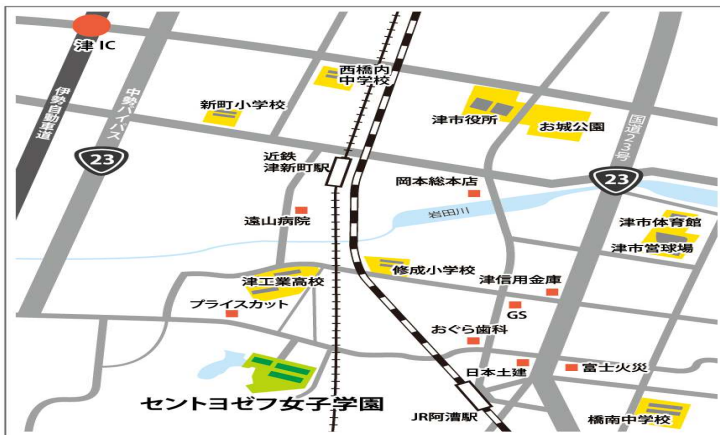 津 IC
伊勢自動車道
中勢バイパス
23
新町小学校
西橋内
中学校
津市役所
お城公園
国道23号
23
近鉄
津新町駅
岡本総本店
遠山病院
岩田川
津市体育館
津市営球場
津工業高校
修成小学校
津信用金庫
プライスカット
GS
おぐら歯科
日本土建
富士火災
セントヨゼフ女子学園
JR阿漕駅
橋南中学校